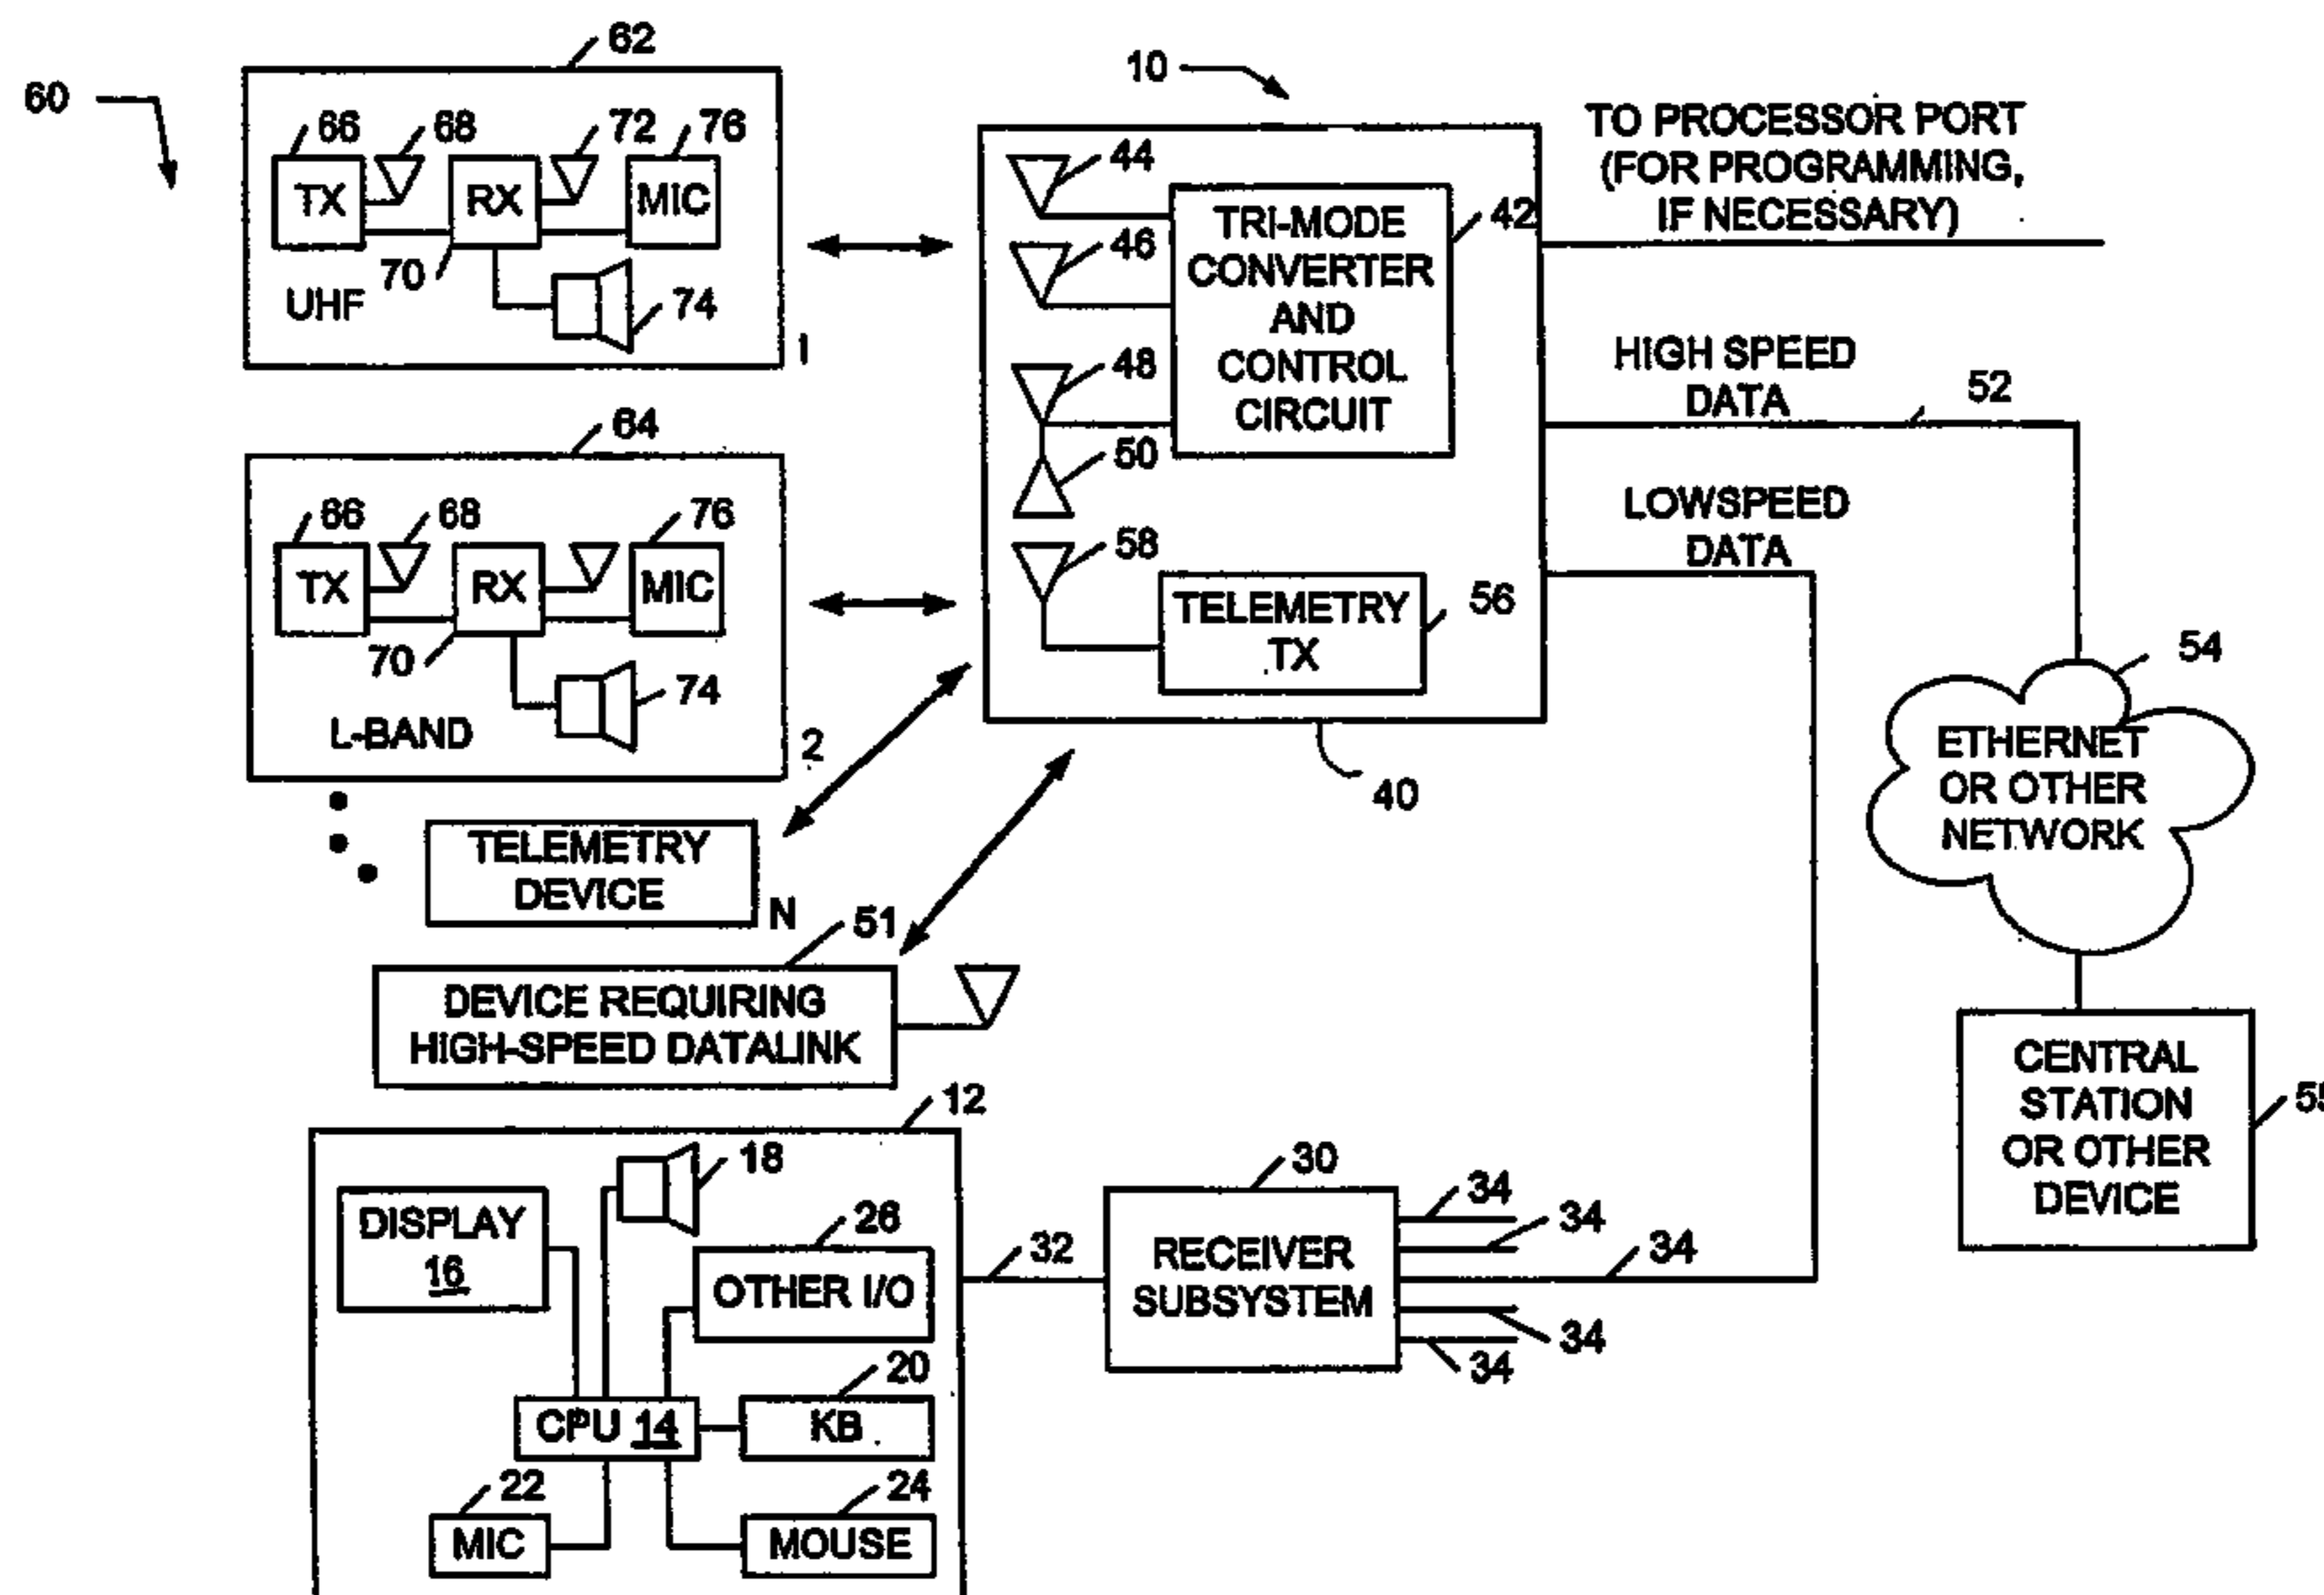 60
62
66
68
72
76
TX
RX
MIC
70
UHF
74
1
64
66
68
76
TX
RX
MIC
70
74
L-BAND
2
TELEMETRY
DEVICE
N
51
DEVICE REQUIRING
HIGH-SPEED DATALINK
10
44
46
48
50
58
TRI-MODE
CONVERTER
AND
CONTROL
CIRCUIT
42
TELEMETRY
TX
56
40
TO PROCESSOR PORT
(FOR PROGRAMMING,
IF NECESSARY)
HIGH SPEED
DATA
52
LOWSPEED
DATA
54
ETHERNET
OR OTHER
NETWORK
CENTRAL
STATION
OR OTHER
DEVICE
55
12
18
DISPLAY
16
26
OTHER I/O
20
CPU 14
KB
22
MIC
24
MOUSE
32
30
RECEIVER
SUBSYSTEM
34
34
34
34
34